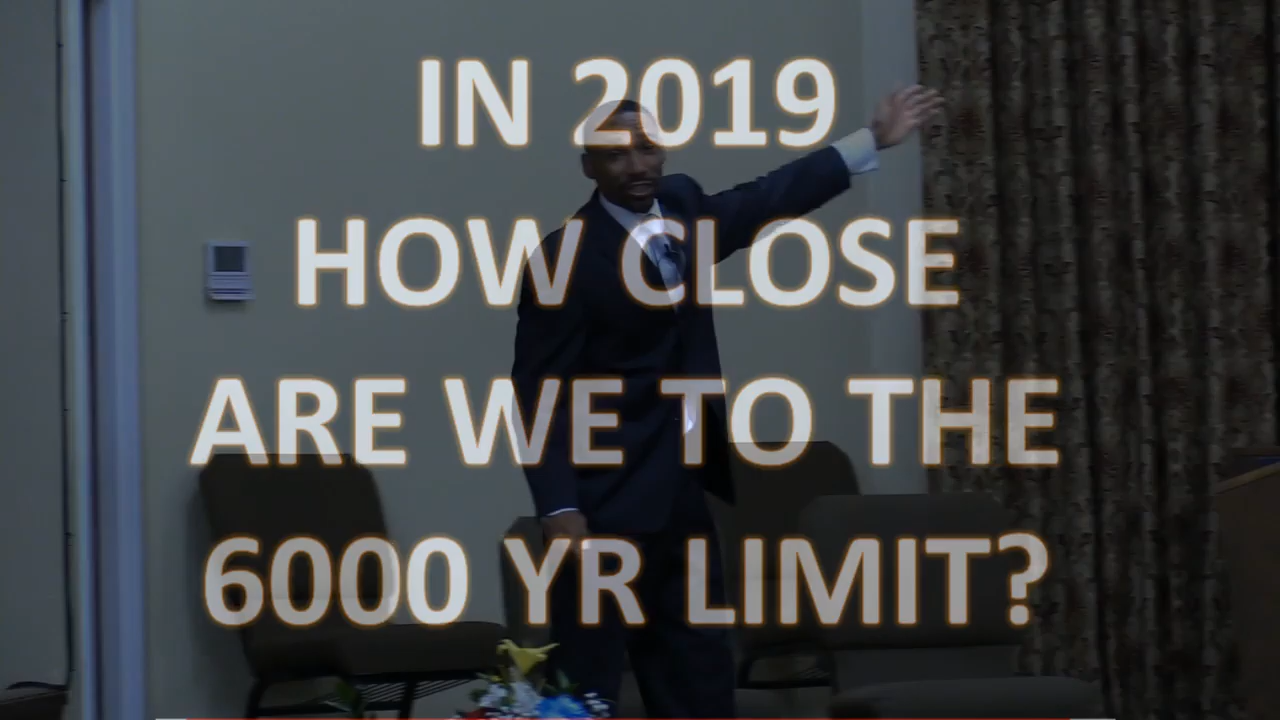 IN 2019
HOW CLOSE
ARE WE TO THE
6000 YR LIMIT?